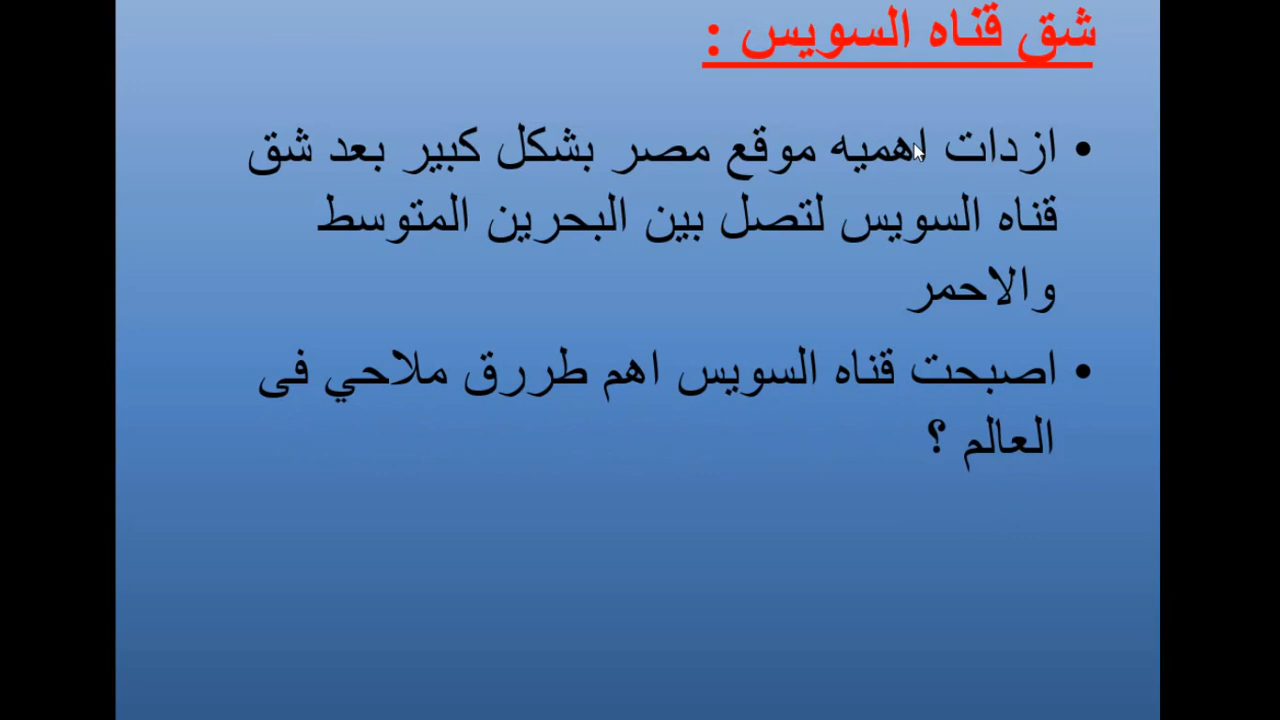 شق قناه السويس :
• ازدات اهميه موقع مصر بشكل كبير بعد شق
قناه السويس لتصل بين البحرين المتوسط
والاحمر
• اصبحت قناه السويس اهم طررق ملاحي فى
العالم ؟